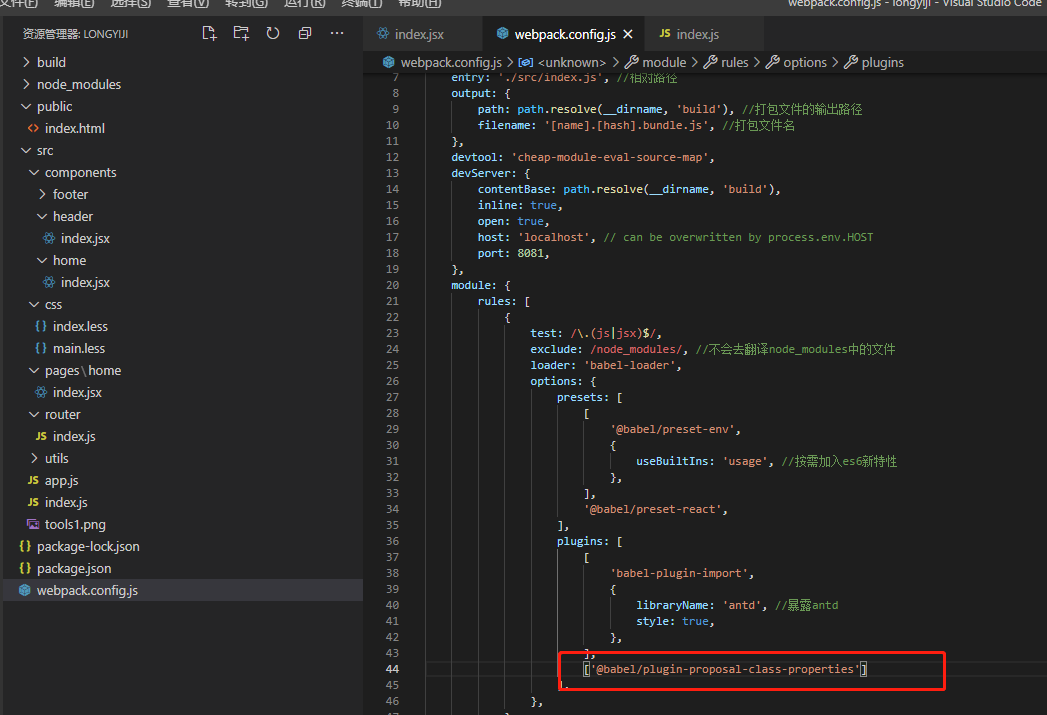 文件(F) 编辑(E) 选择(S) 查看(V) 转到(G) 运行(R) 终端(T) 帮助(H) webpack.config.js - longyiji - Visual Studio Code
资源管理器: LONGYIJI
build
node_modules
public
index.html
src
components
footer
header
index.jsx
home
index.jsx
css
index.less
main.less
pages\home
index.jsx
router
index.js
utils
app.js
index.js
tools1.png
package-lock.json
package.json
webpack.config.js
index.jsx webpack.config.js index.js
webpack.config.js > <unknown> > module > rules > options > plugins
7 entry: './src/index.js', //相对路径
8 output: {
9 path: path.resolve(__dirname, 'build'), //打包文件的输出路径
10 filename: '[name].[hash].bundle.js', //打包文件名
11 },
12 devtool: 'cheap-module-eval-source-map',
13 devServer: {
14 contentBase: path.resolve(__dirname, 'build'),
15 inline: true,
16 open: true,
17 host: 'localhost', // can be overwritten by process.env.HOST
18 port: 8081,
19 },
20 module: {
21 rules: [
22 {
23 test: /\.(js|jsx)$/,
24 exclude: /node_modules/, //不会去翻译node_modules中的文件
25 loader: 'babel-loader',
26 options: {
27 presets: [
28 [
29 '@babel/preset-env',
30 {
31 useBuiltIns: 'usage', //按需加入es6新特性
32 },
33 ],
34 '@babel/preset-react',
35 ],
36 plugins: [
37 [
38 'babel-plugin-import',
39 {
40 libraryName: 'antd', //暴露antd
41 style: true,
42 },
43 ],
44 ['@babel/plugin-proposal-class-properties']
45 ],
46 },